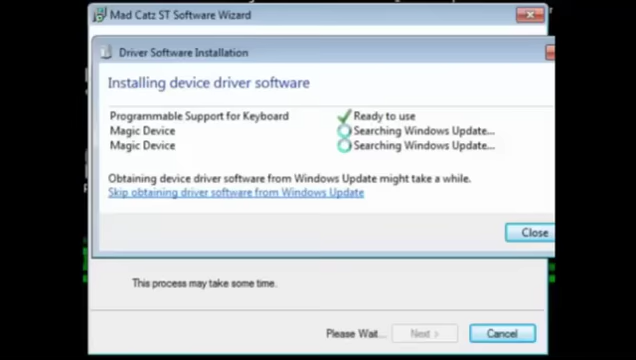 Mad Catz ST Software Wizard
Driver Software Installation
Installing device driver software
Programmable Support for Keyboard Ready to use
Magic Device Searching Windows Update...
Magic Device Searching Windows Update...
Obtaining device driver software from Windows Update might take a while.
Skip obtaining driver software from Windows Update
Close
This process may take some time.
Please Wait... Next > Cancel